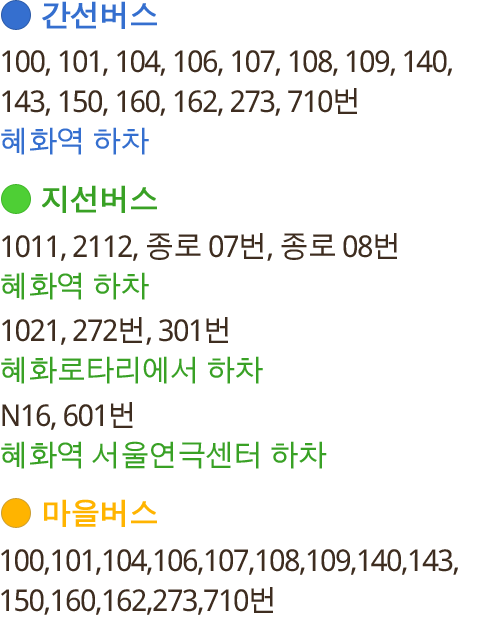 간선버스
100, 101, 104, 106, 107, 108, 109, 140,
143, 150, 160, 162, 273, 710번
혜화역 하차
지선버스
1011, 2112, 종로 07번, 종로 08번
혜화역 하차
1021, 272번, 301번
혜화로타리에서 하차
N16, 601번
혜화역 서울연극센터 하차
마을버스
100,101,104,106,107,108,109,140,143,
150,160,162,273,710번